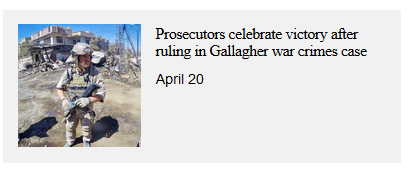 Prosecutors celebrate victory after
ruling in Gallagher war crimes case
April 20